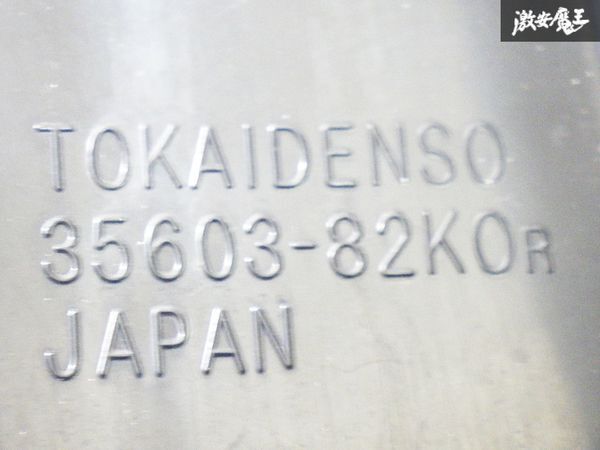 激安魔王
TOKAIDENSO
35603-82K0R
JAPAN